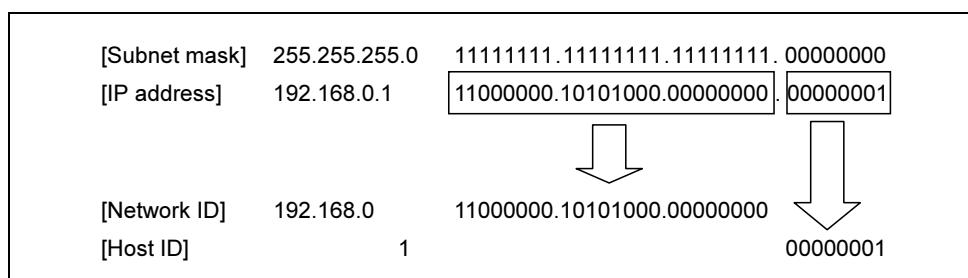 [Subnet mask] 255.255.255.0 11111111.11111111.11111111. 00000000
[IP address] 192.168.0.1 11000000.10101000.00000000 . 00000001
[Network ID] 192.168.0 11000000.10101000.00000000
[Host ID] 1 00000001